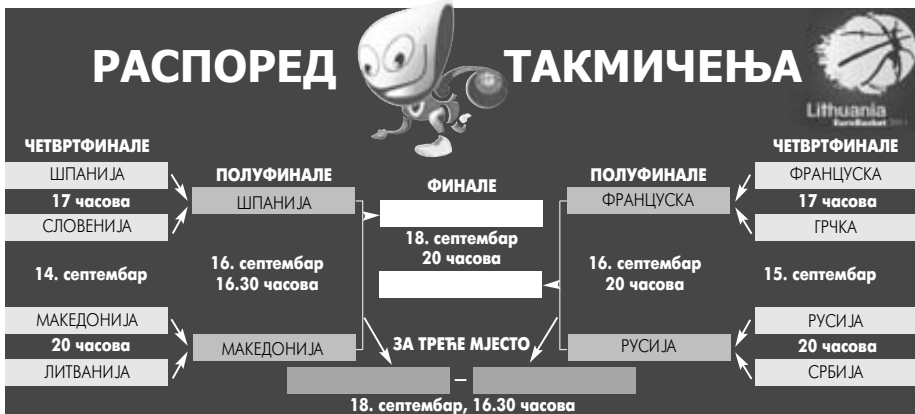 РАСПОРЕД ТАКМИЧЕЊА
Lithuania
EuroBasket 2011
ЧЕТВРТФИНАЛЕ
ШПАНИЈА
17 часова
СЛОВЕНИЈА
14. септембар
МАКЕДОНИЈА
20 часова
ЛИТВАНИЈА
ПОЛУФИНАЛЕ
ШПАНИЈА
16. септембар
16.30 часова
МАКЕДОНИЈА
ФИНАЛЕ
18. септембар
20 часова
ЗА ТРЕЋЕ МЈЕСТО
–
18. септембар, 16.30 часова
ПОЛУФИНАЛЕ
ФРАНЦУСКА
16. септембар
20 часова
РУСИЈА
ЧЕТВРТФИНАЛЕ
ФРАНЦУСКА
17 часова
ГРЧКА
15. септембар
РУСИЈА
20 часова
СРБИЈА